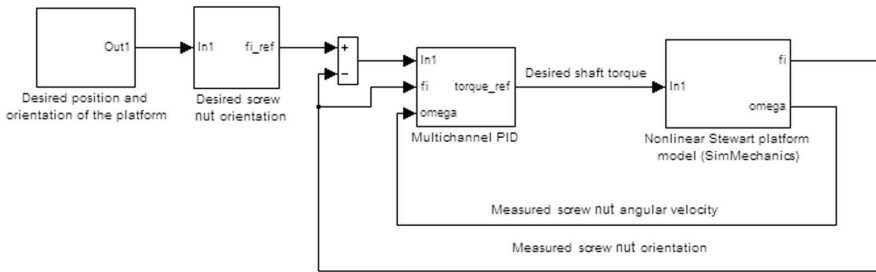 Out1
Desired position and
orientation of the platform
In1
fi_ref
Desired screw
nut orientation
+
−
In1
fi
omega
torque_ref
Multichannel PID
Desired shaft torque
In1
fi
omega
Nonlinear Stewart platform
model (SimMechanics)
Measured screw nut angular velocity
Measured screw nut orientation